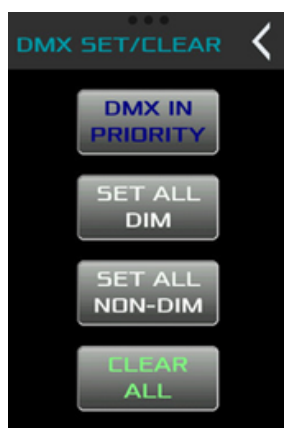 DMX SET/CLEAR
DMX IN
PRIORITY
SET ALL
DIM
SET ALL
NON-DIM
CLEAR
ALL